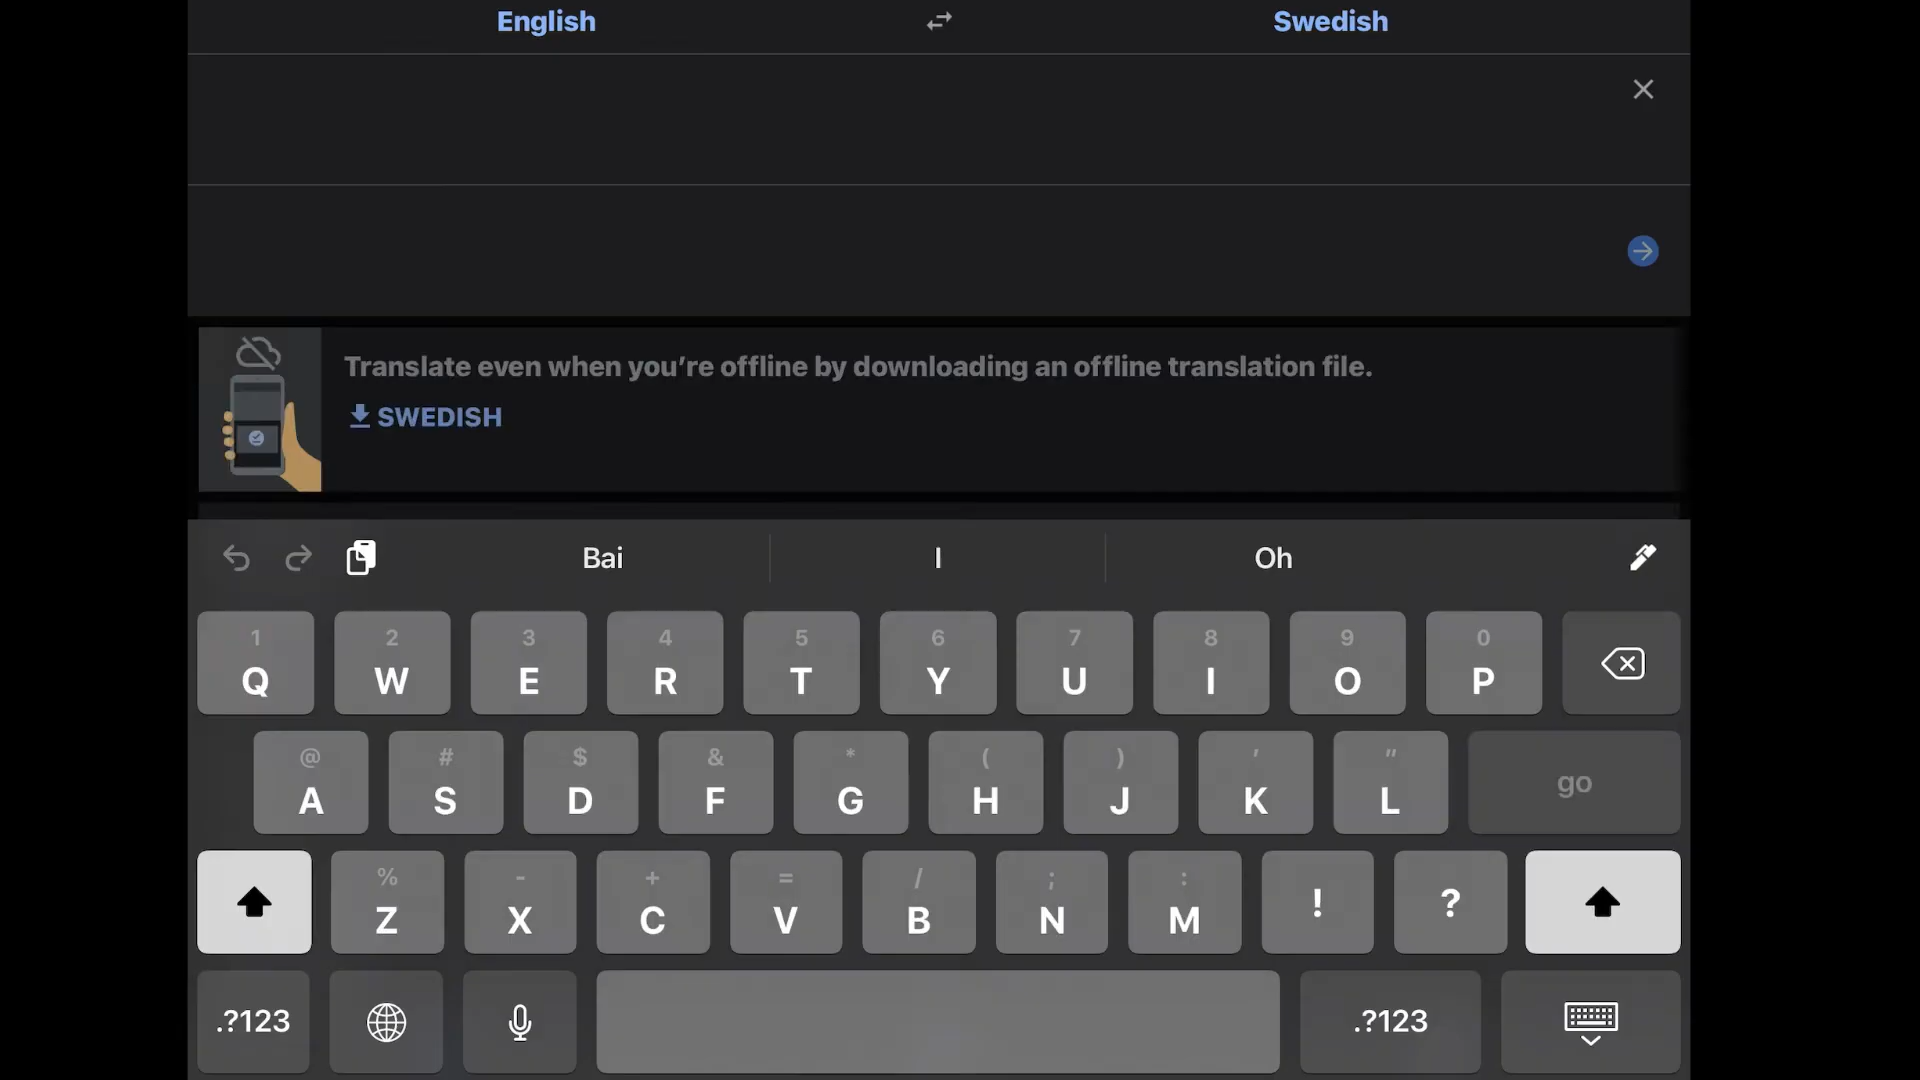 English Swedish
Translate even when you’re offline by downloading an offline translation file.
SWEDISH
Bai I Oh
1 2 3 4 5 6 7 8 9 0
Q W E R T Y U I O P
@ # $ & * ( ) ' "
A S D F G H J K L go
% - + = / ; :
Z X C V B N M ! ?
.?123 .?123